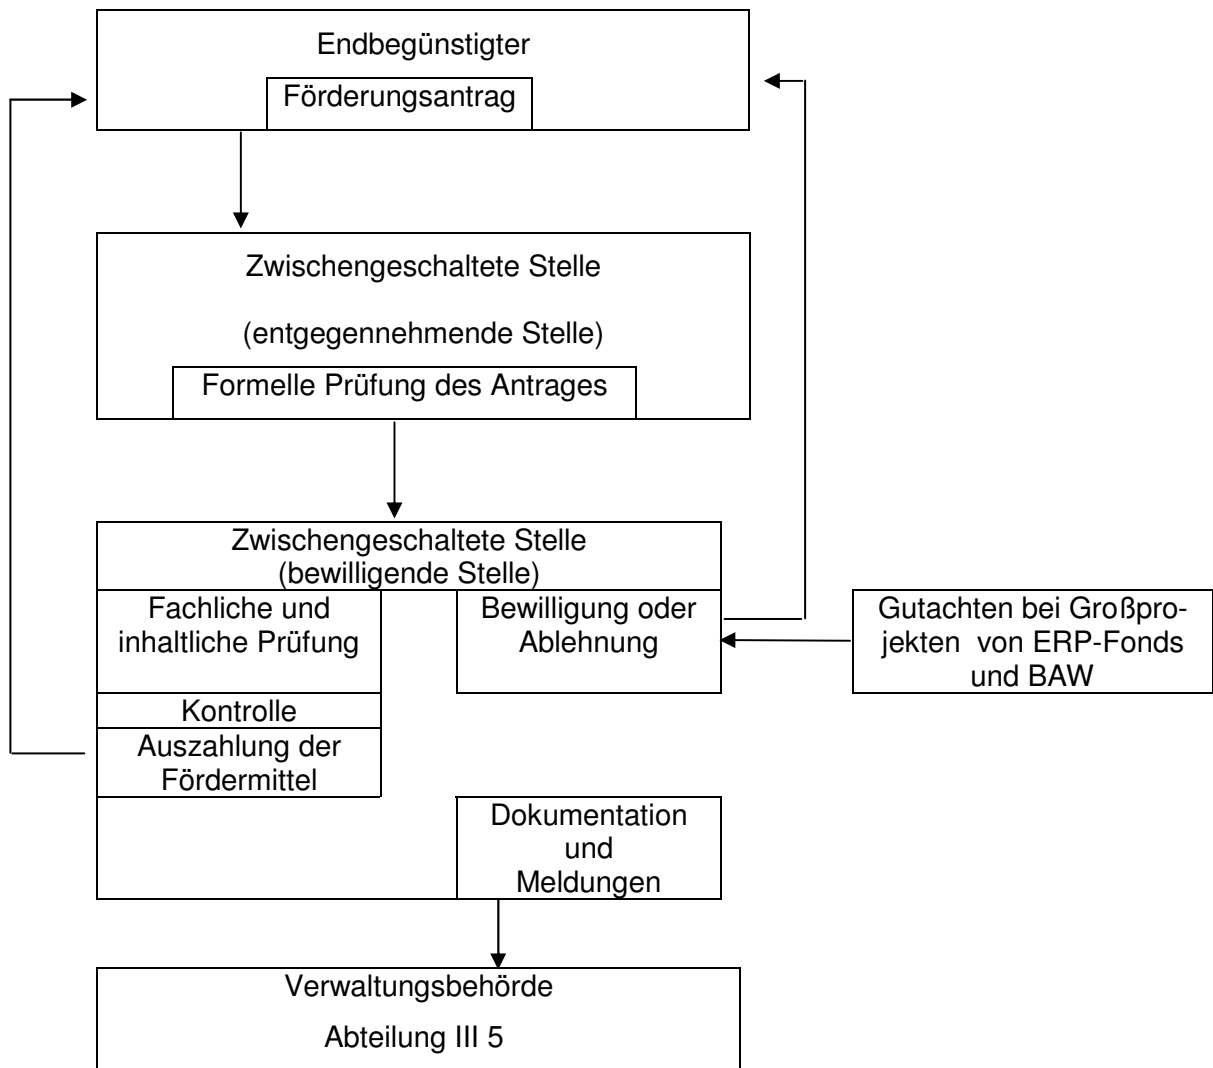 Endbegünstigter
Förderungsantrag
Zwischengeschaltete Stelle
(entgegennehmende Stelle)
Formelle Prüfung des Antrages
Zwischengeschaltete Stelle
(bewilligende Stelle)
Fachliche und
inhaltliche Prüfung
Bewilligung oder
Ablehnung
Gutachten bei Großpro-
jekten von ERP-Fonds
und BAW
Kontrolle
Auszahlung der
Fördermittel
Dokumentation
und
Meldungen
Verwaltungsbehörde
Abteilung III 5